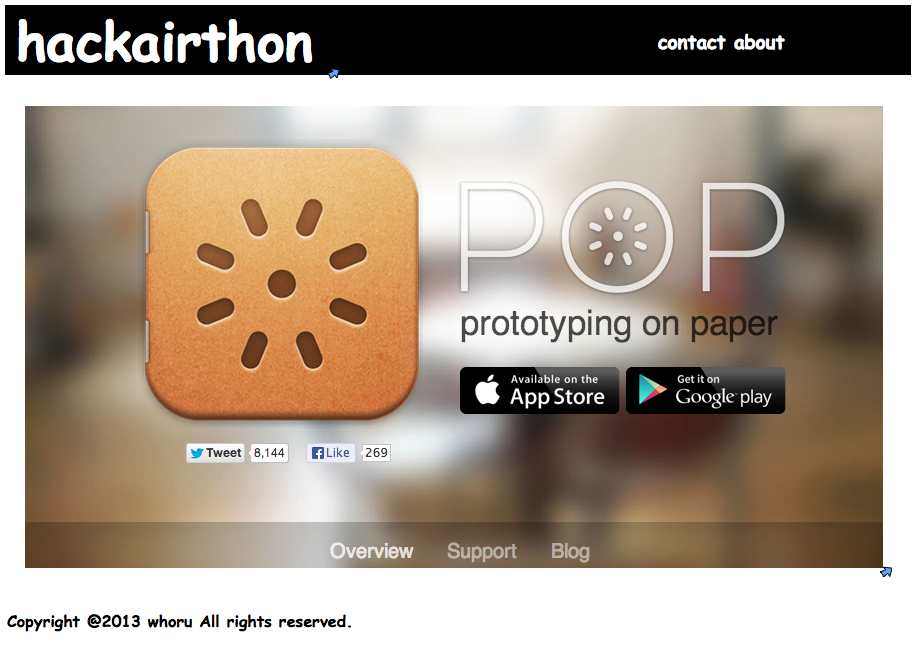 hackairthon
contact about
POP
prototyping on paper
Available on the
App Store
Get it on
Google play
Tweet 8,144 Like 269
Overview Support Blog
Copyright @2013 whoru All rights reserved.